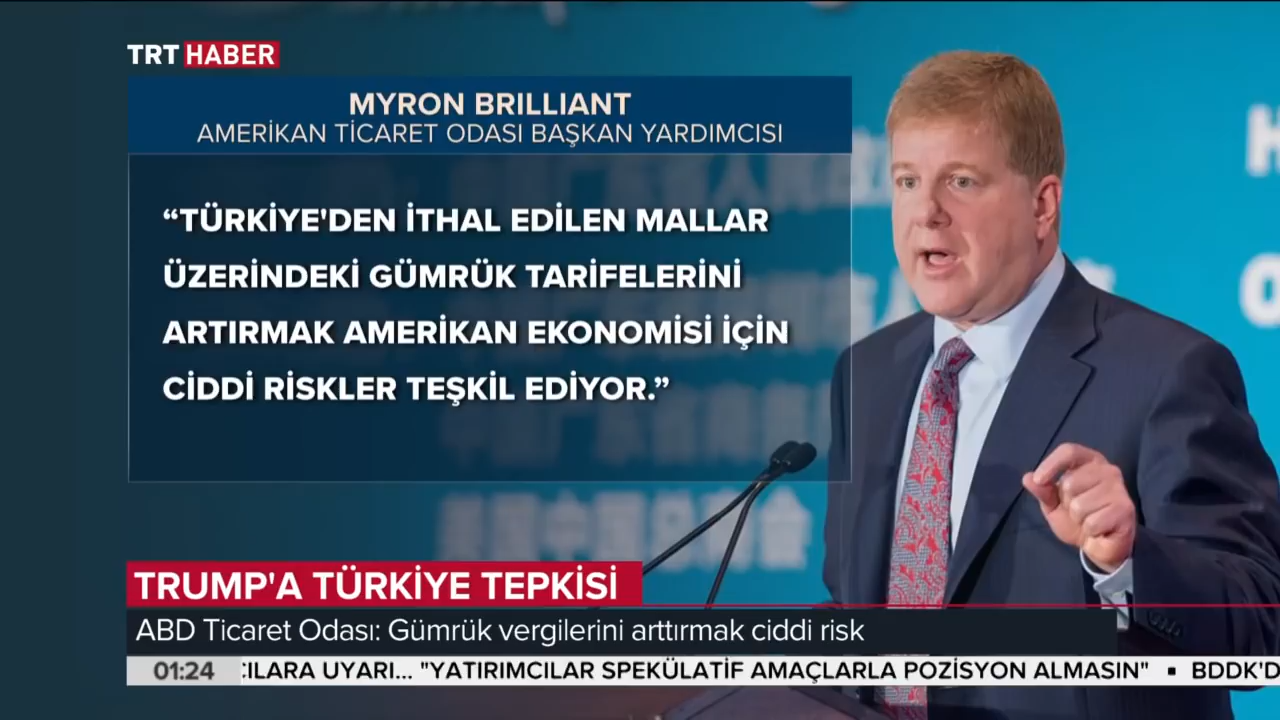 TRT HABER
MYRON BRILLIANT
AMERİKAN TİCARET ODASI BAŞKAN YARDIMCISI
“TÜRKİYE'DEN İTHAL EDİLEN MALLAR
ÜZERİNDEKİ GÜMRÜK TARİFELERİNİ
ARTIRMAK AMERİKAN EKONOMİSİ İÇİN
CİDDİ RİSKLER TEŞKİL EDİYOR.”
TRUMP'A TÜRKİYE TEPKİSİ
ABD Ticaret Odası: Gümrük vergilerini arttırmak ciddi risk
01:24 CILARA UYARI... "YATIRIMCILAR SPEKÜLATİF AMAÇLARLA POZİSYON ALMASIN" ▪ BDDK'D